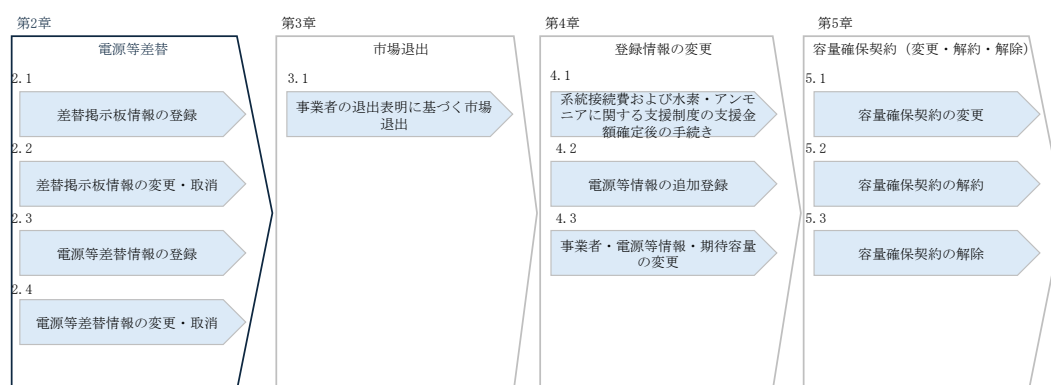 第2章
電源等差替
2.1
差替掲示板情報の登録
2.2
差替掲示板情報の変更・取消
2.3
電源等差替情報の登録
2.4
電源等差替情報の変更・取消
第3章
市場退出
3.1
事業者の退出表明に基づく市場
退出
第4章
登録情報の変更
4.1
系統接続費および水素・アンモ
ニアに関する支援制度の支援金
額確定後の手続き
4.2
電源等情報の追加登録
4.3
事業者・電源等情報・期待容量
の変更
第5章
容量確保契約（変更・解約・解除）
5.1
容量確保契約の変更
5.2
容量確保契約の解約
5.3
容量確保契約の解除